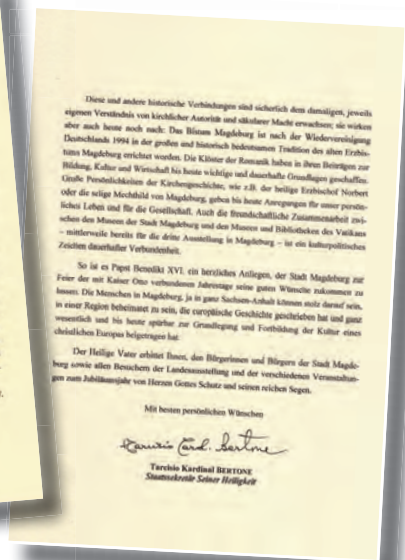 Diese und andere historische Verbindungen sind sicherlich dem damaligen, jeweils
eigenen Verständnis von kirchlicher Autorität und säkularer Macht erwachsen; sie wirken
aber auch heute noch nach: Das Bistum Magdeburg ist nach der Wiedervereinigung
Deutschlands 1994 in der großen und historisch bedeutsamen Tradition des alten Erzbis-
tums Magdeburg errichtet worden. Die Klöster der Romanik haben in ihren Beiträgen zur
Bildung, Kultur und Wirtschaft bis heute wichtige und dauerhafte Grundlagen geschaffen.
Große Persönlichkeiten der Kirchengeschichte, wie z.B. der heilige Erzbischof Norbert
oder die selige Mechthild von Magdeburg, geben bis heute Anregungen für unser persön-
liches Leben und für die Gesellschaft. Auch die freundschaftliche Zusammenarbeit zwi-
schen den Museen der Stadt Magdeburg und den Museen und Bibliotheken des Vatikans
– mittlerweile bereits für die dritte Ausstellung in Magdeburg – ist ein kulturpolitisches
Zeichen dauerhafter Verbundenheit.
So ist es Papst Benedikt XVI. ein herzliches Anliegen, der Stadt Magdeburg zur
Feier der mit Kaiser Otto verbundenen Jahrestage seine guten Wünsche zukommen zu
lassen. Die Menschen in Magdeburg, ja in ganz Sachsen-Anhalt können stolz darauf sein,
in einer Region beheimatet zu sein, die europäische Geschichte geschrieben hat und ganz
wesentlich und bis heute spürbar zur Grundlegung und Fortbildung der Kultur eines
christlichen Europas beigetragen hat.
Der Heilige Vater erbittet Ihnen, den Bürgerinnen und Bürgern der Stadt Magde-
burg sowie allen Besuchern der Landesausstellung und der verschiedenen Veranstaltun-
gen zum Jubiläumsjahr von Herzen Gottes Schutz und seinen reichen Segen.
Mit besten persönlichen Wünschen
Tarcisio Card. Bertone
Tarcisio Kardinal BERTONE
Staatssekretär Seiner Heiligkeit